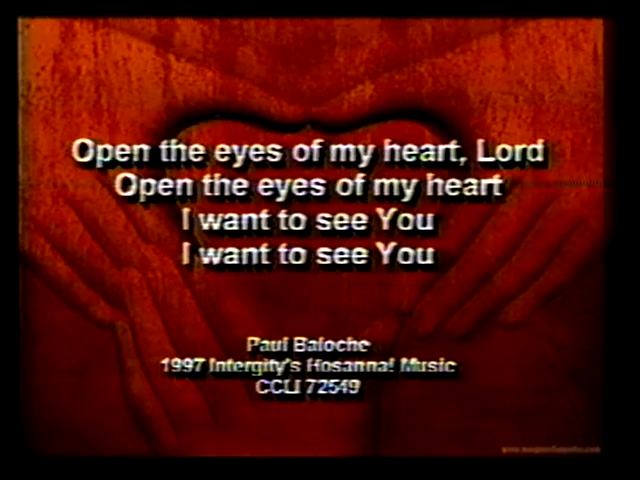 Open the eyes of my heart, Lord
Open the eyes of my heart
I want to see You
I want to see You
Paul Baloche
1997 Intergity's Hosanna! Music
CCLI 72549